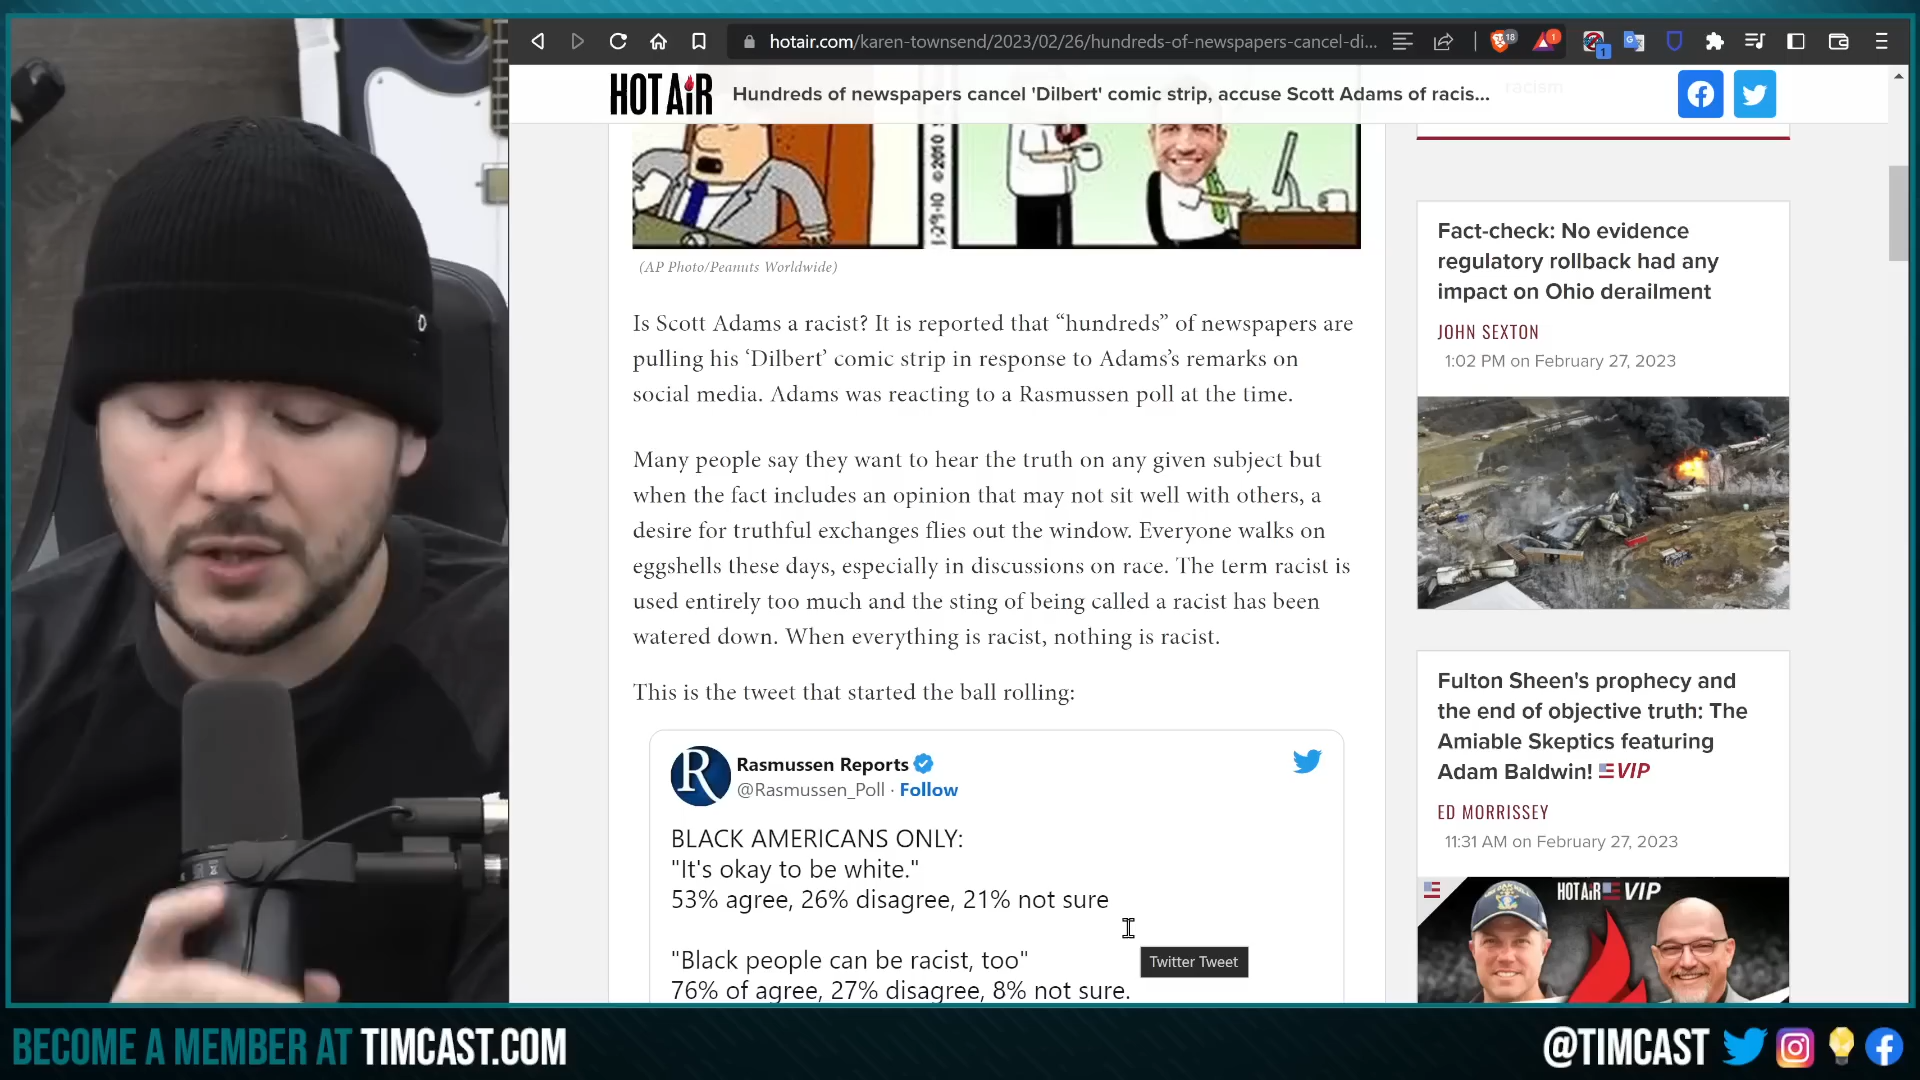 hotair.com/karen-townsend/2023/02/26/hundreds-of-newspapers-cancel-di...
18
1
1
HOT AIR
Hundreds of newspapers cancel 'Dilbert' comic strip, accuse Scott Adams of racis...
racism
1-29-10 ©2010
(AP Photo/Peanuts Worldwide)
Is Scott Adams a racist? It is reported that “hundreds” of newspapers are
pulling his ‘Dilbert’ comic strip in response to Adams’s remarks on
social media. Adams was reacting to a Rasmussen poll at the time.
Many people say they want to hear the truth on any given subject but
when the fact includes an opinion that may not sit well with others, a
desire for truthful exchanges flies out the window. Everyone walks on
eggshells these days, especially in discussions on race. The term racist is
used entirely too much and the sting of being called a racist has been
watered down. When everything is racist, nothing is racist.
This is the tweet that started the ball rolling:
R
Rasmussen Reports
@Rasmussen_Poll · Follow
BLACK AMERICANS ONLY:
"It's okay to be white."
53% agree, 26% disagree, 21% not sure
"Black people can be racist, too"
76% of agree, 27% disagree, 8% not sure.
Twitter Tweet
Fact-check: No evidence
regulatory rollback had any
impact on Ohio derailment
JOHN SEXTON
1:02 PM on February 27, 2023
Fulton Sheen's prophecy and
the end of objective truth: The
Amiable Skeptics featuring
Adam Baldwin! VIP
ED MORRISSEY
11:31 AM on February 27, 2023
HOT AIR VIP
BECOME A MEMBER AT TIMCAST.COM
@TIMCAST